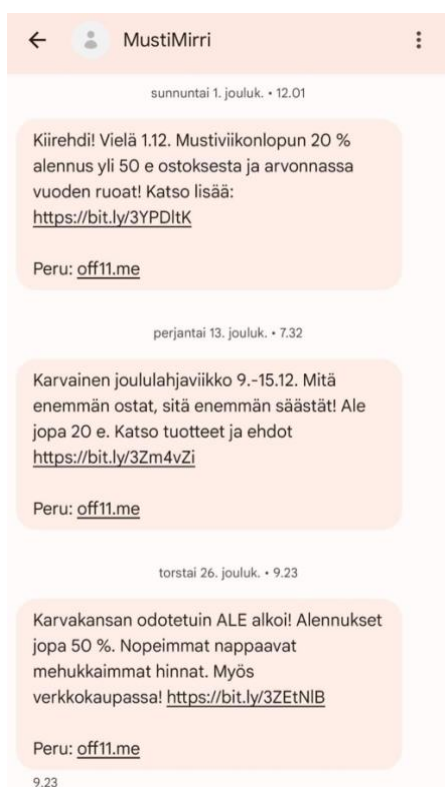 MustiMirri
sunnuntai 1. jouluk. • 12.01
Kiirehdi! Vielä 1.12. Mustiviikonlopun 20 %
alennus yli 50 e ostoksesta ja arvonnassa
vuoden ruoat! Katso lisää:
https://bit.ly/3YPDltK
Peru: off11.me
perjantai 13. jouluk. • 7.32
Karvainen joululahjaviikko 9.-15.12. Mitä
enemmän ostat, sitä enemmän säästät! Ale
jopa 20 e. Katso tuotteet ja ehdot
https://bit.ly/3Zm4vZi
Peru: off11.me
torstai 26. jouluk. • 9.23
Karvakansan odotetuin ALE alkoi! Alennukset
jopa 50 %. Nopeimmat nappaavat
mehukkaimmat hinnat. Myös
verkkokaupassa! https://bit.ly/3ZEtNlB
Peru: off11.me
9.23